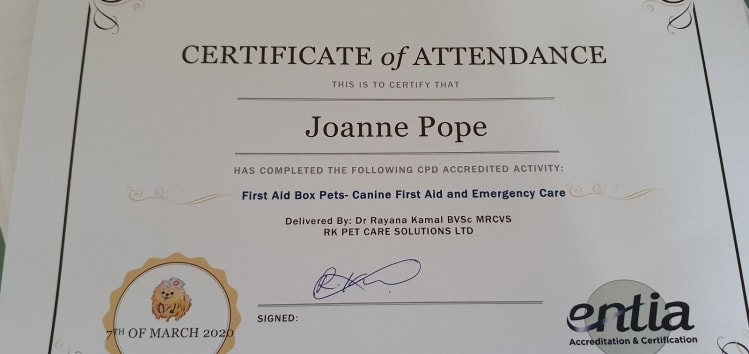 CERTIFICATE of ATTENDANCE
THIS IS TO CERTIFY THAT
Joanne Pope
HAS COMPLETED THE FOLLOWING CPD ACCREDITED ACTIVITY:
First Aid Box Pets- Canine First Aid and Emergency Care
Delivered By: Dr Rayana Kamal BVSc MRCVS
RK PET CARE SOLUTIONS LTD
7TH OF MARCH 2020
SIGNED:
entia
Accreditation & Certification